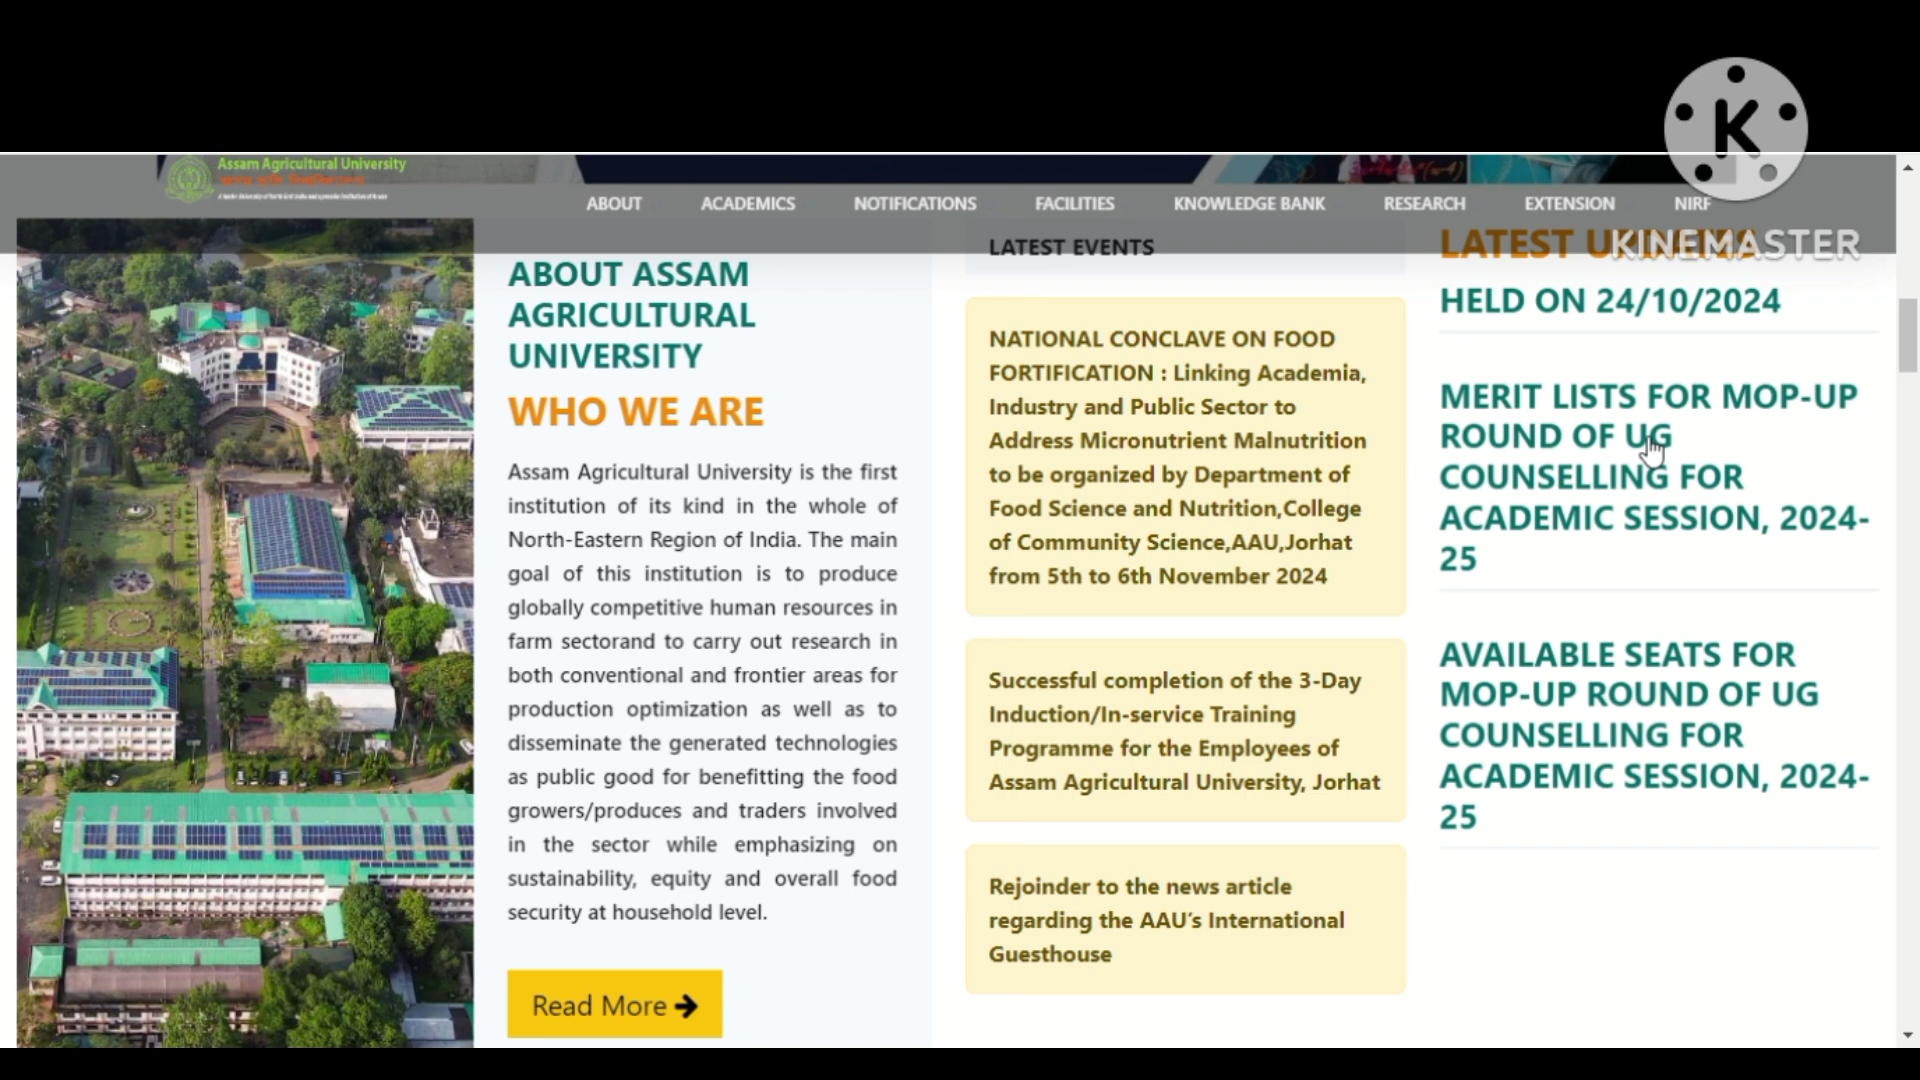 K
Assam Agricultural University
ABOUT
ACADEMICS
NOTIFICATIONS
FACILITIES
KNOWLEDGE BANK
RESEARCH
EXTENSION
NIRF
KINEMASTER
ABOUT ASSAM
AGRICULTURAL
UNIVERSITY
WHO WE ARE
Assam Agricultural University is the first
institution of its kind in the whole of
North-Eastern Region of India. The main
goal of this institution is to produce
globally competitive human resources in
farm sectorand to carry out research in
both conventional and frontier areas for
production optimization as well as to
disseminate the generated technologies
as public good for benefitting the food
growers/produces and traders involved
in the sector while emphasizing on
sustainability, equity and overall food
security at household level.
Read More
LATEST EVENTS
NATIONAL CONCLAVE ON FOOD
FORTIFICATION : Linking Academia,
Industry and Public Sector to
Address Micronutrient Malnutrition
to be organized by Department of
Food Science and Nutrition,College
of Community Science,AAU,Jorhat
from 5th to 6th November 2024
Successful completion of the 3-Day
Induction/In-service Training
Programme for the Employees of
Assam Agricultural University, Jorhat
Rejoinder to the news article
regarding the AAU's International
Guesthouse
LATEST UPDATES
HELD ON 24/10/2024
MERIT LISTS FOR MOP-UP
ROUND OF UG
COUNSELLING FOR
ACADEMIC SESSION, 2024-
25
AVAILABLE SEATS FOR
MOP-UP ROUND OF UG
COUNSELLING FOR
ACADEMIC SESSION, 2024-
25